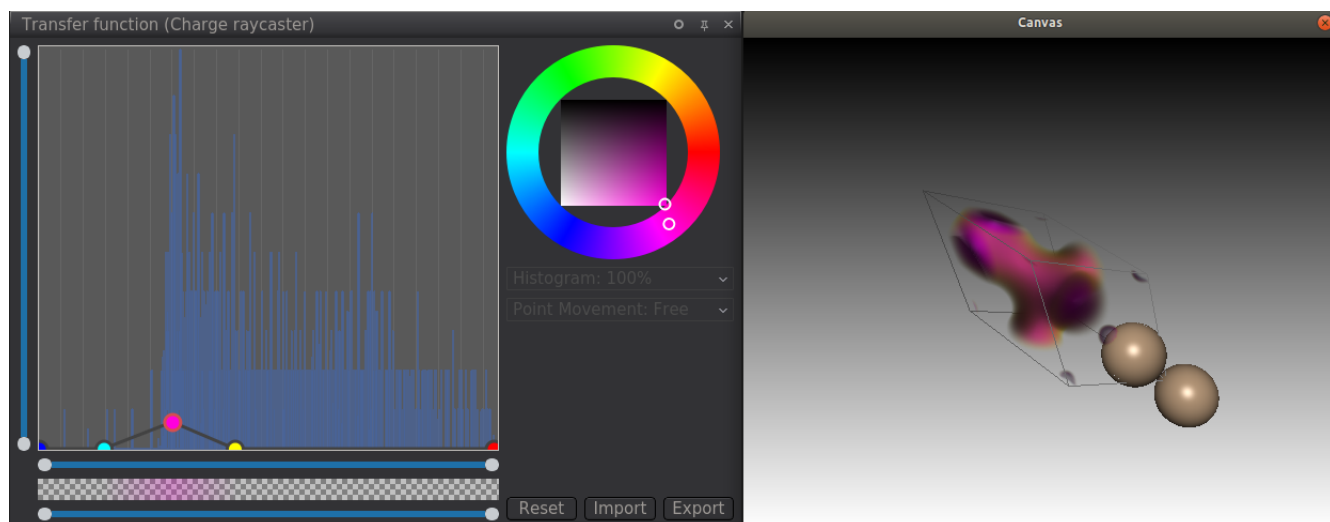 Transfer function (Charge raycaster)
Canvas
Histogram: 100%
Point Movement: Free
Reset Import Export